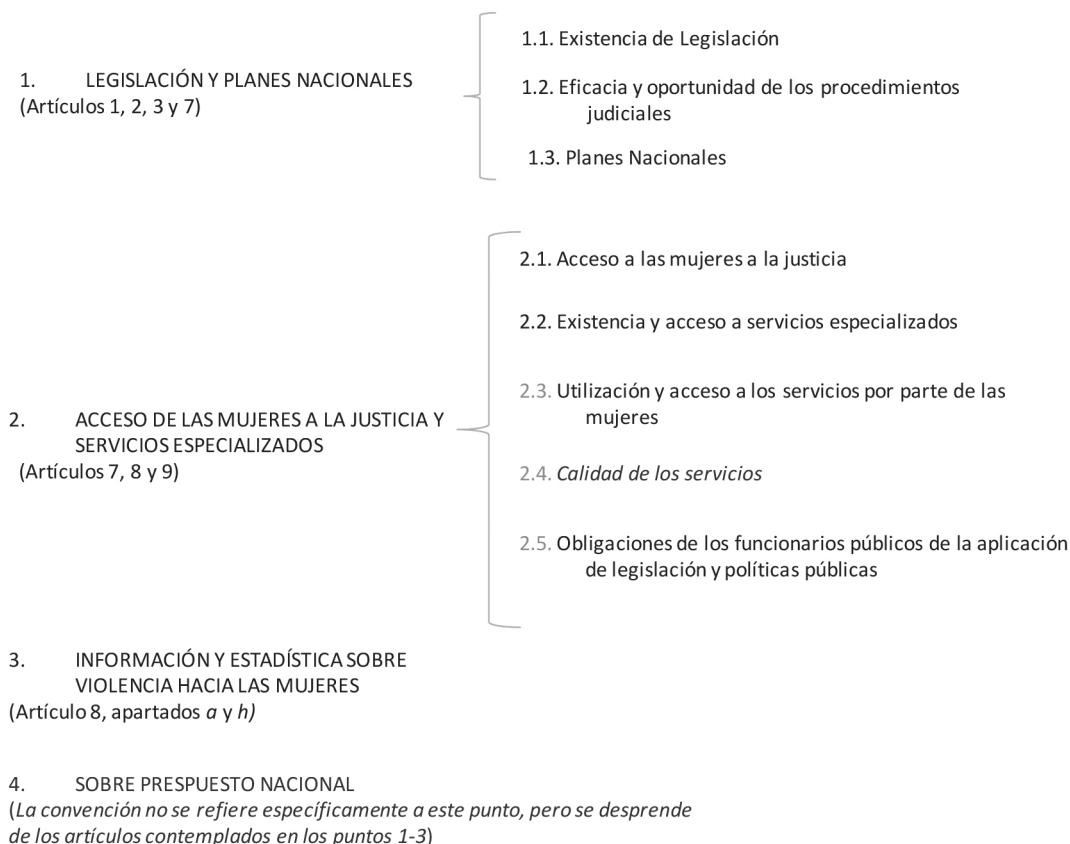 1. LEGISLACIÓN Y PLANES NACIONALES
(Artículos 1, 2, 3 y 7)
1.1. Existencia de Legislación
1.2. Eficacia y oportunidad de los procedimientos
judiciales
1.3. Planes Nacionales
2. ACCESO DE LAS MUJERES A LA JUSTICIA Y
SERVICIOS ESPECIALIZADOS
(Artículos 7, 8 y 9)
2.1. Acceso a las mujeres a la justicia
2.2. Existencia y acceso a servicios especializados
2.3. Utilización y acceso a los servicios por parte de las
mujeres
2.4. Calidad de los servicios
2.5. Obligaciones de los funcionarios públicos de la aplicación
de legislación y políticas públicas
3. INFORMACIÓN Y ESTADÍSTICA SOBRE
VIOLENCIA HACIA LAS MUJERES
(Artículo 8, apartados a y h)
4. SOBRE PRESPUESTO NACIONAL
(La convención no se refiere específicamente a este punto, pero se desprende
de los artículos contemplados en los puntos 1-3)